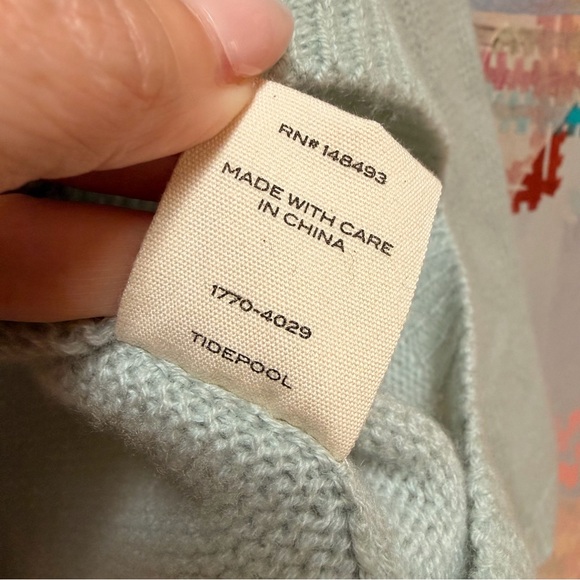 RN# 148493
MADE WITH CARE
IN CHINA
1770-4029
TIDEPOOL